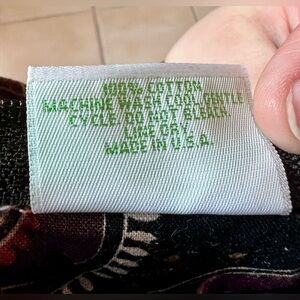 100% COTTON
MACHINE WASH COOL, GENTLE
CYCLE. DO NOT BLEACH.
LINE DRY.
MADE IN U.S.A.